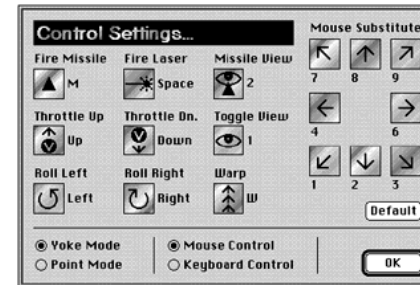 Control Settings...
Mouse Substitute
Fire Missile Fire Laser Missile View
M Space 2
7 8 9
Throttle Up Throttle Dn. Toggle View
Up Down 1
4 6
Roll Left Roll Right Warp
Left Right W
1 2 3
Default
Yoke Mode Mouse Control
Point Mode Keyboard Control
OK